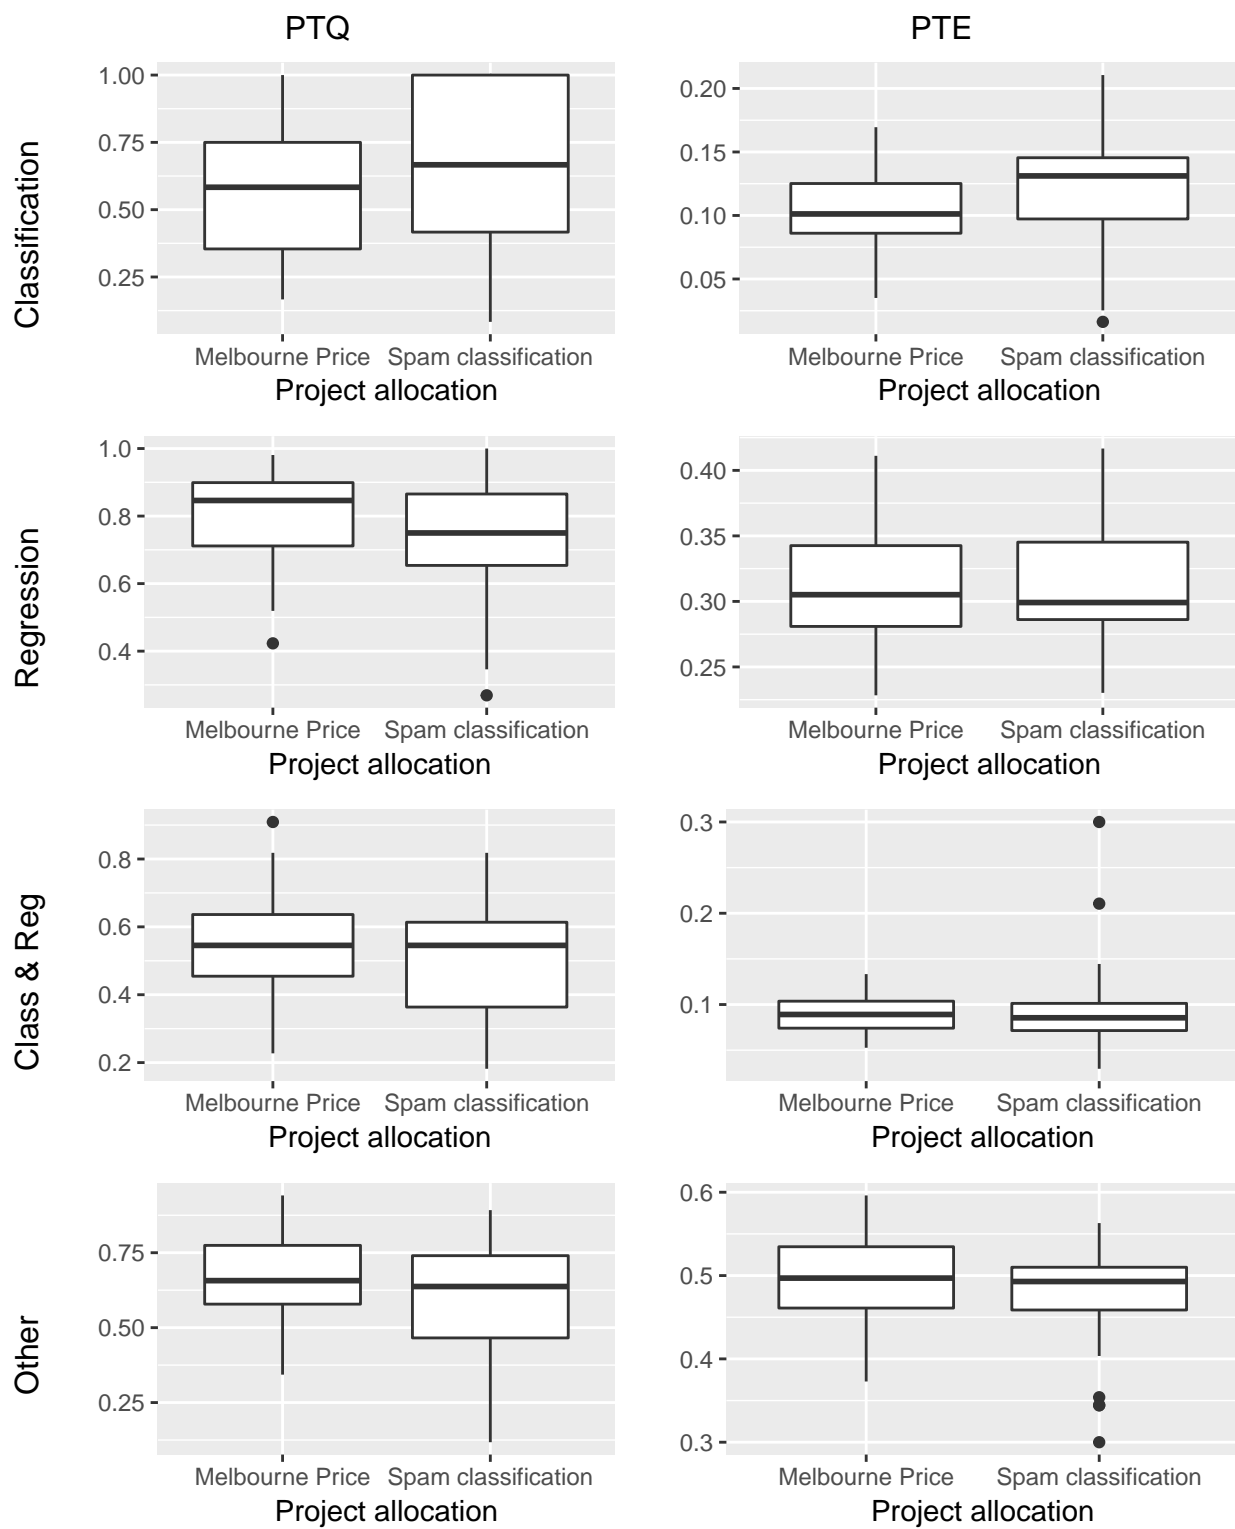 PTQ PTE
Classification
1.00
0.75
0.50
0.25
Melbourne Price Spam classification
Project allocation
0.20
0.15
0.10
0.05
Melbourne Price Spam classification
Project allocation
Regression
1.0
0.8
0.6
0.4
Melbourne Price Spam classification
Project allocation
0.40
0.35
0.30
0.25
Melbourne Price Spam classification
Project allocation
Class & Reg
0.8
0.6
0.4
0.2
Melbourne Price Spam classification
Project allocation
0.3
0.2
0.1
Melbourne Price Spam classification
Project allocation
Other
0.75
0.50
0.25
Melbourne Price Spam classification
Project allocation
0.6
0.5
0.4
0.3
Melbourne Price Spam classification
Project allocation